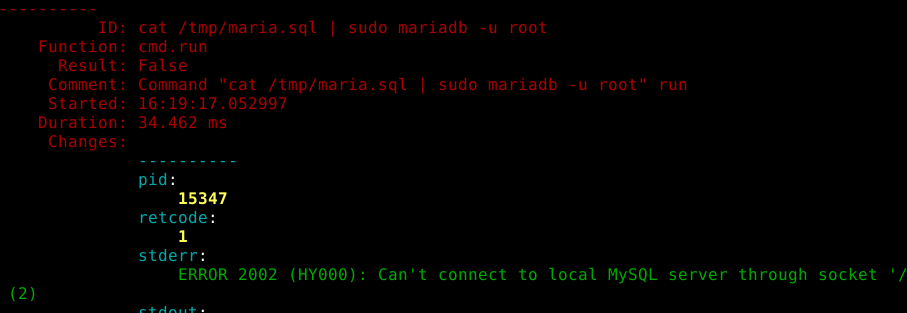 ----------
ID: cat /tmp/maria.sql | sudo mariadb -u root
Function: cmd.run
Result: False
Comment: Command "cat /tmp/maria.sql | sudo mariadb -u root" run
Started: 16:19:17.052997
Duration: 34.462 ms
Changes:
----------
pid:
15347
retcode:
1
stderr:
ERROR 2002 (HY000): Can't connect to local MySQL server through socket '/
(2)
stdout: